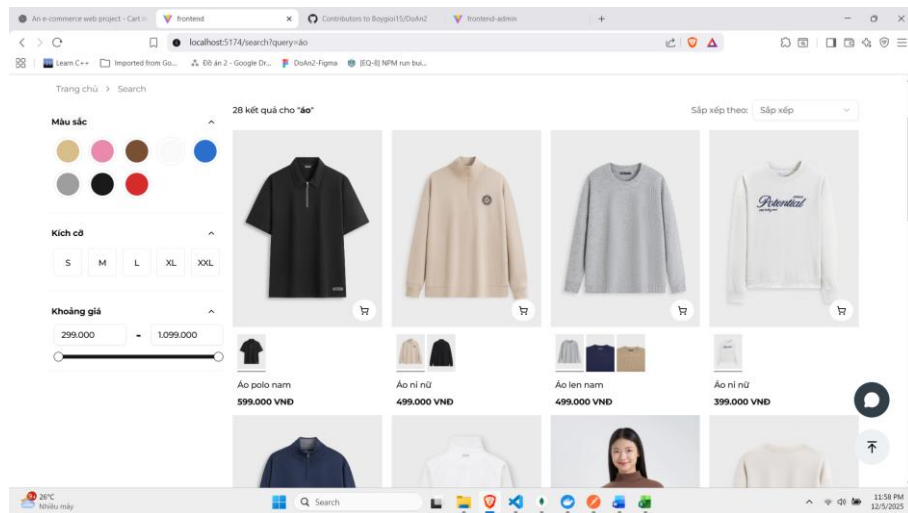 An e-commerce web project - Cart in
frontend
Contributors to Boygioi15/DoAn2
frontend-admin
localhost:5174/search?query=áo
Learn C++
Imported from Go...
Đồ án 2 - Google Dr...
DoAn2-Figma
[EQ-8] NPM run bui...
Trang chủ > Search
28 kết quả cho "áo"
Sắp xếp theo: Sắp xếp
Màu sắc
Kích cỡ
S M L XL XXL
Khoảng giá
299.000 - 1.099.000
Potential
Áo polo nam
599.000 VNĐ
Áo nỉ nữ
499.000 VNĐ
Áo len nam
499.000 VNĐ
Áo nỉ nữ
399.000 VNĐ
26°C
Nhiều mây
Search
11:58 PM
12/5/2025